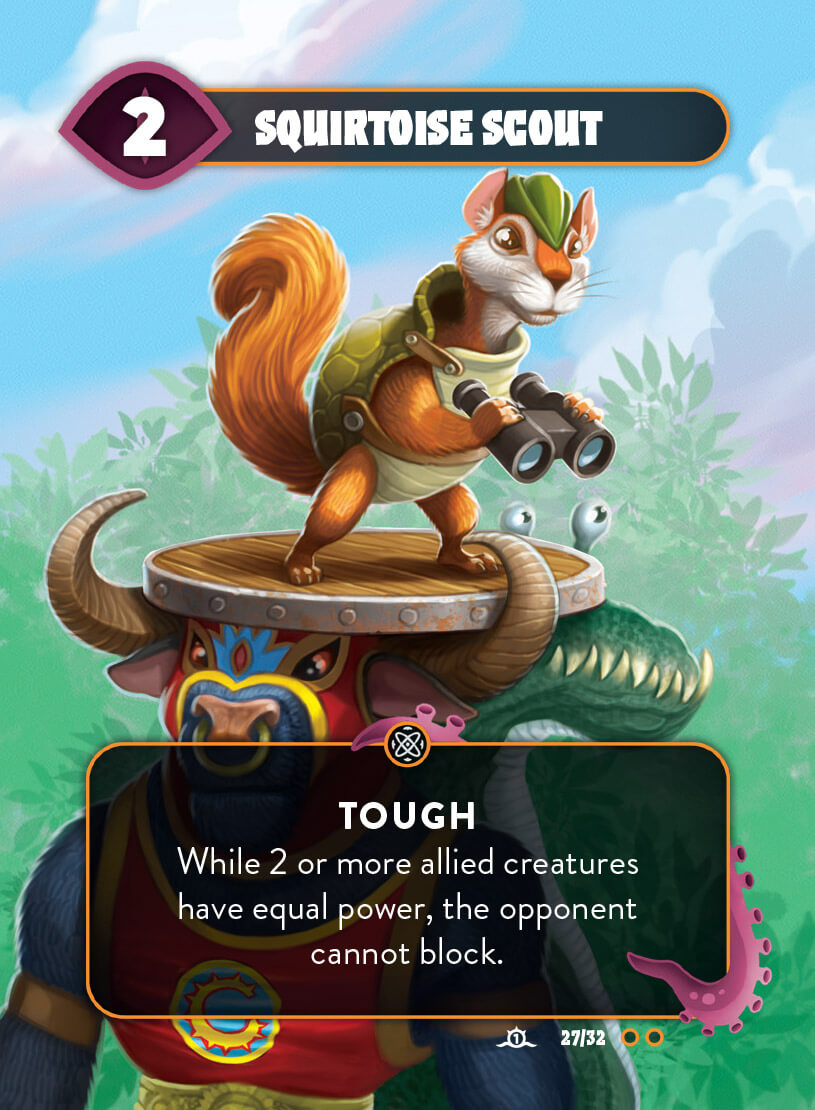 2
SQUIRTOISE SCOUT
TOUGH
While 2 or more allied creatures
have equal power, the opponent
cannot block.
1
27/32